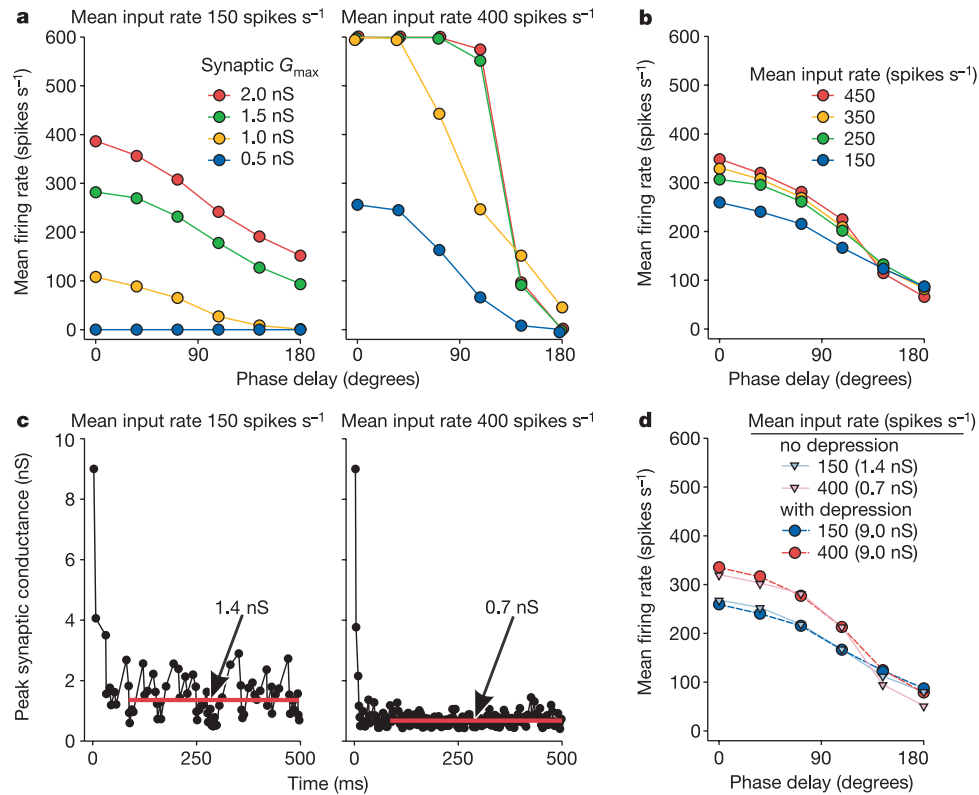 a
Mean input rate 150 spikes s⁻¹
Mean input rate 400 spikes s⁻¹
Mean firing rate (spikes s⁻¹)
600
500
400
300
200
100
0
Synaptic Gmax
2.0 nS
1.5 nS
1.0 nS
0.5 nS
0
90
180
0
90
180
Phase delay (degrees)
b
Mean firing rate (spikes s⁻¹)
600
500
400
300
200
100
0
Mean input rate (spikes s⁻¹)
450
350
250
150
0
90
180
c
Mean input rate 150 spikes s⁻¹
Mean input rate 400 spikes s⁻¹
Peak synaptic conductance (nS)
10
8
6
4
2
0
1.4 nS
0.7 nS
0
250
500
0
250
500
Time (ms)
d
Mean input rate (spikes s⁻¹)
Mean firing rate (spikes s⁻¹)
600
500
400
300
200
100
0
no depression
150 (1.4 nS)
400 (0.7 nS)
with depression
150 (9.0 nS)
400 (9.0 nS)
0
90
180
Phase delay (degrees)